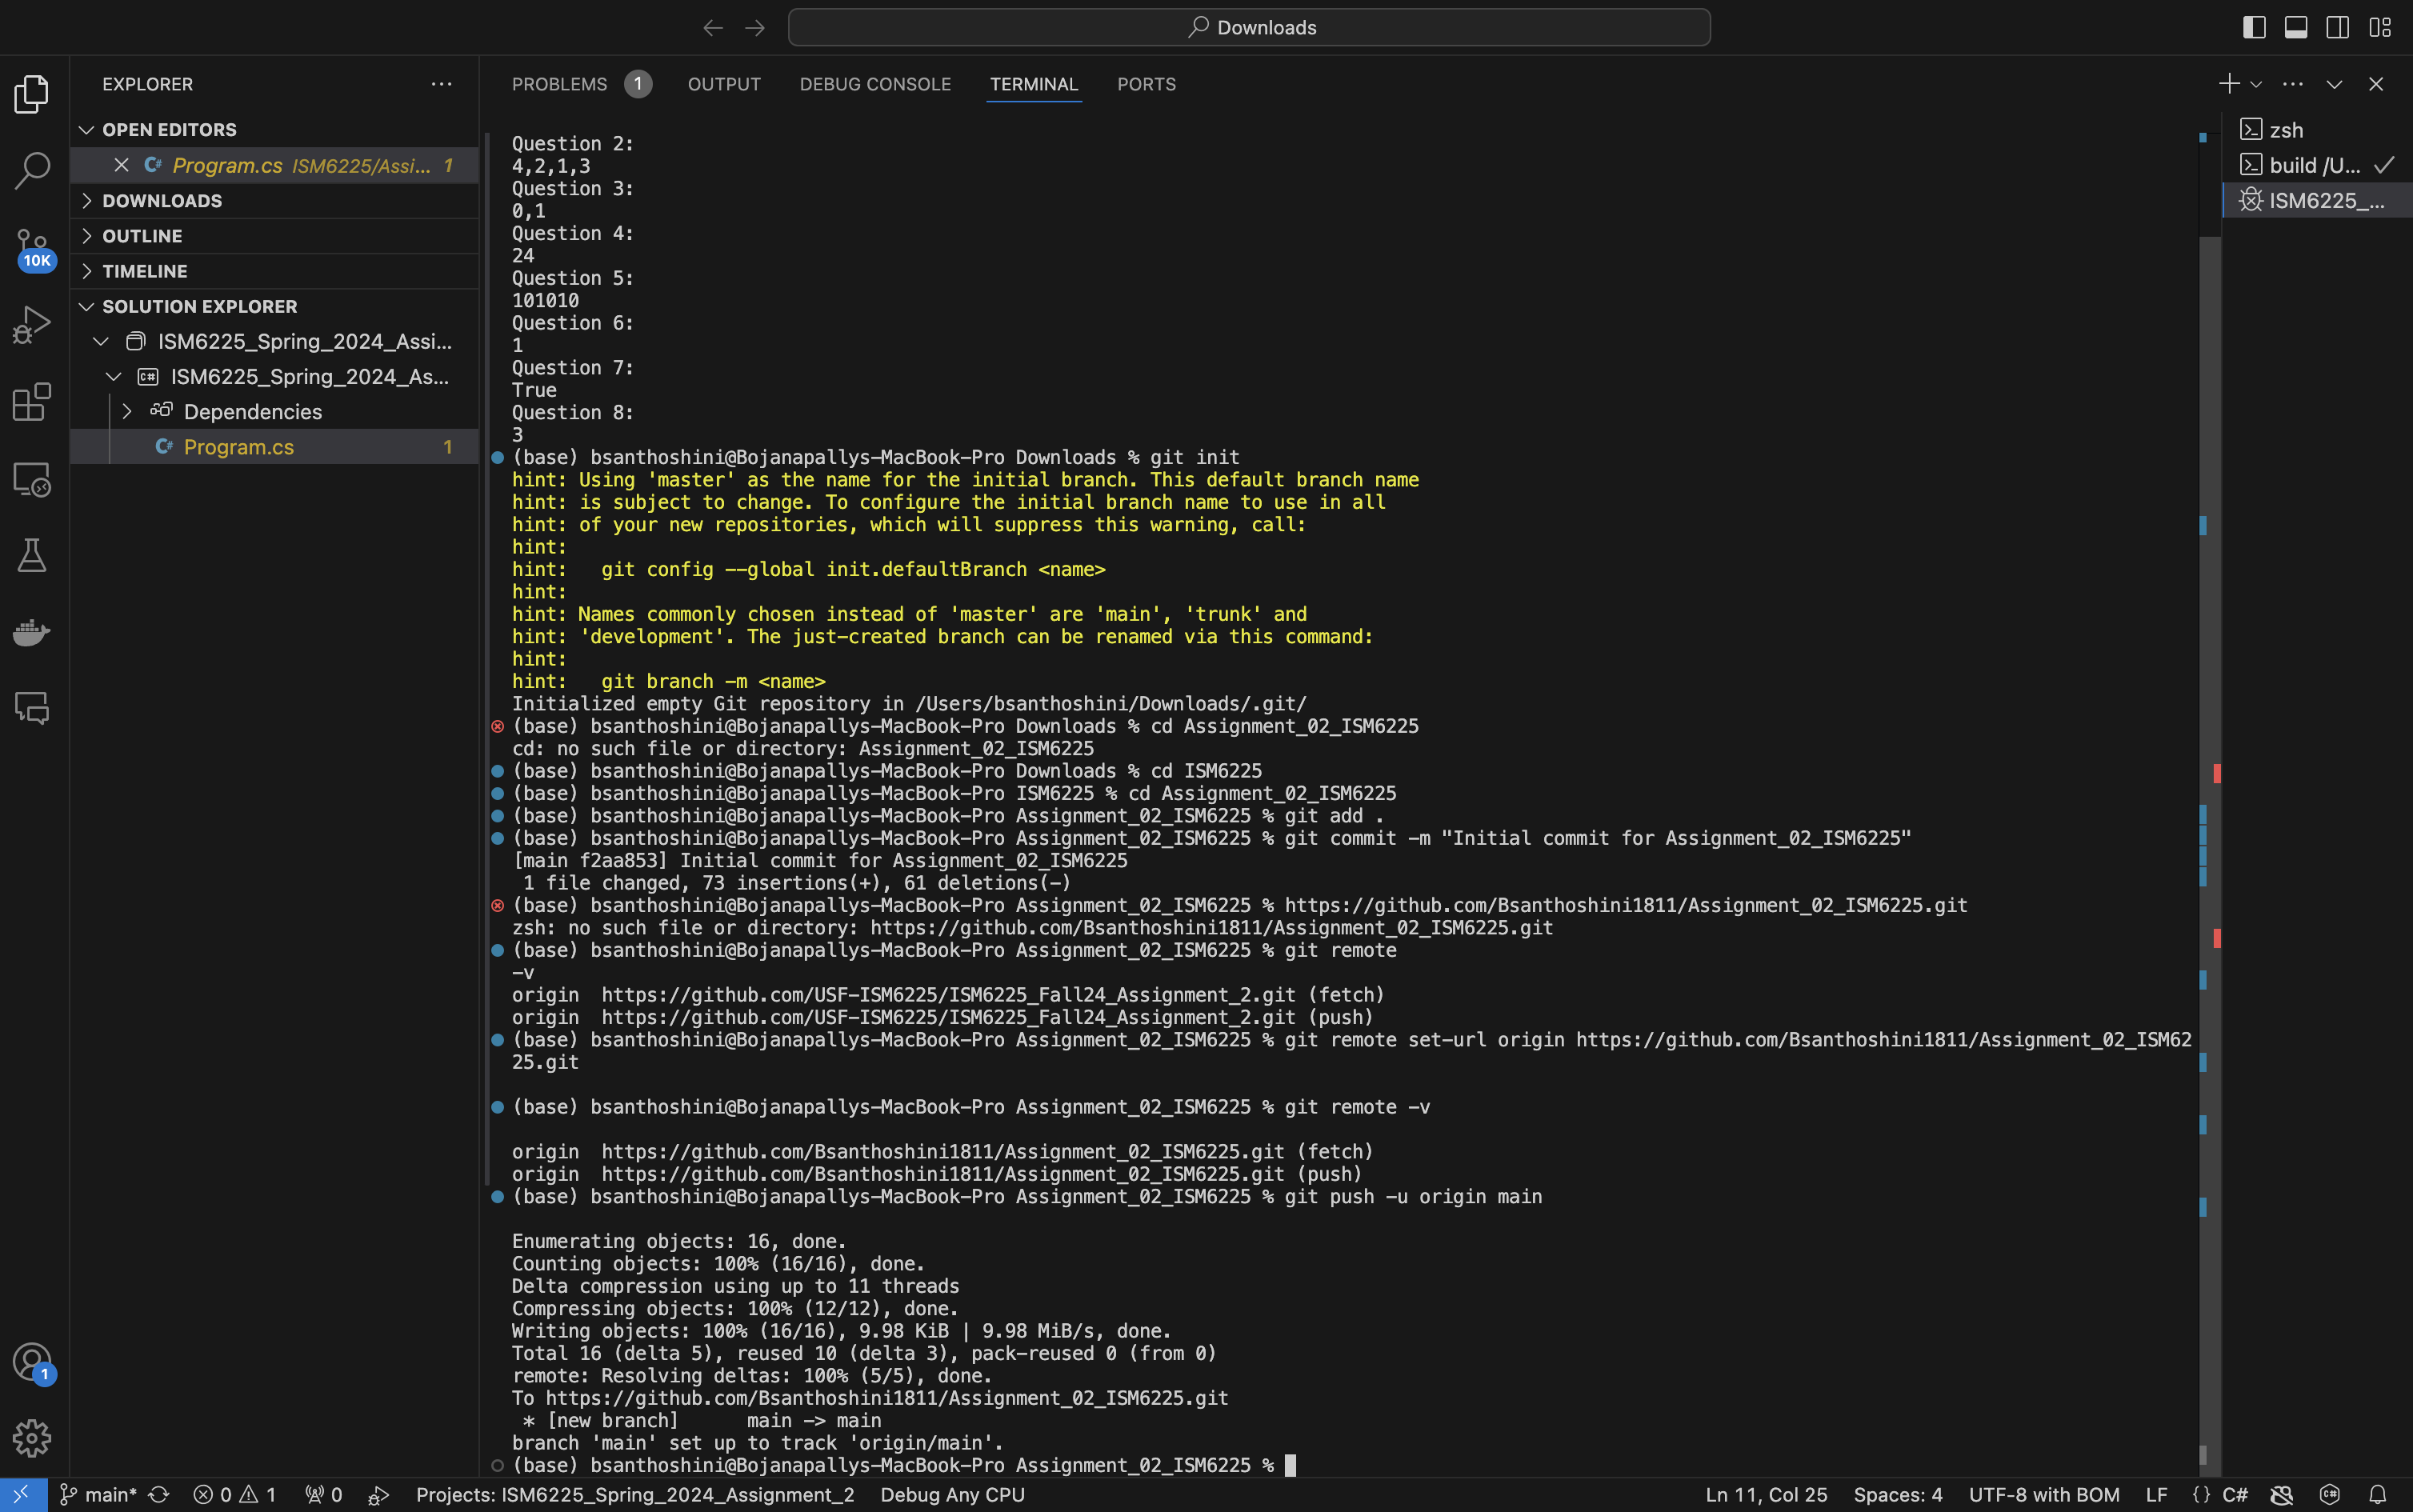 Downloads
EXPLORER
OPEN EDITORS
Program.cs ISM6225/Assi... 1
DOWNLOADS
OUTLINE
TIMELINE
SOLUTION EXPLORER
ISM6225_Spring_2024_Assi...
ISM6225_Spring_2024_As...
Dependencies
Program.cs 1
10K
1
PROBLEMS 1 OUTPUT DEBUG CONSOLE TERMINAL PORTS
Question 2:
4,2,1,3
Question 3:
0,1
Question 4:
24
Question 5:
101010
Question 6:
1
Question 7:
True
Question 8:
3
(base) bsanthoshini@Bojanapallys-MacBook-Pro Downloads % git init
hint: Using 'master' as the name for the initial branch. This default branch name
hint: is subject to change. To configure the initial branch name to use in all
hint: of your new repositories, which will suppress this warning, call:
hint:
hint:   git config --global init.defaultBranch <name>
hint:
hint: Names commonly chosen instead of 'master' are 'main', 'trunk' and
hint: 'development'. The just-created branch can be renamed via this command:
hint:
hint:   git branch -m <name>
Initialized empty Git repository in /Users/bsanthoshini/Downloads/.git/
(base) bsanthoshini@Bojanapallys-MacBook-Pro Downloads % cd Assignment_02_ISM6225
cd: no such file or directory: Assignment_02_ISM6225
(base) bsanthoshini@Bojanapallys-MacBook-Pro Downloads % cd ISM6225
(base) bsanthoshini@Bojanapallys-MacBook-Pro ISM6225 % cd Assignment_02_ISM6225
(base) bsanthoshini@Bojanapallys-MacBook-Pro Assignment_02_ISM6225 % git add .
(base) bsanthoshini@Bojanapallys-MacBook-Pro Assignment_02_ISM6225 % git commit -m "Initial commit for Assignment_02_ISM6225"
[main f2aa853] Initial commit for Assignment_02_ISM6225
1 file changed, 73 insertions(+), 61 deletions(-)
(base) bsanthoshini@Bojanapallys-MacBook-Pro Assignment_02_ISM6225 % https://github.com/Bsanthoshini1811/Assignment_02_ISM6225.git
zsh: no such file or directory: https://github.com/Bsanthoshini1811/Assignment_02_ISM6225.git
(base) bsanthoshini@Bojanapallys-MacBook-Pro Assignment_02_ISM6225 % git remote
-v
origin  https://github.com/USF-ISM6225/ISM6225_Fall24_Assignment_2.git (fetch)
origin  https://github.com/USF-ISM6225/ISM6225_Fall24_Assignment_2.git (push)
(base) bsanthoshini@Bojanapallys-MacBook-Pro Assignment_02_ISM6225 % git remote set-url origin https://github.com/Bsanthoshini1811/Assignment_02_ISM62
25.git
(base) bsanthoshini@Bojanapallys-MacBook-Pro Assignment_02_ISM6225 % git remote -v
origin  https://github.com/Bsanthoshini1811/Assignment_02_ISM6225.git (fetch)
origin  https://github.com/Bsanthoshini1811/Assignment_02_ISM6225.git (push)
(base) bsanthoshini@Bojanapallys-MacBook-Pro Assignment_02_ISM6225 % git push -u origin main
Enumerating objects: 16, done.
Counting objects: 100% (16/16), done.
Delta compression using up to 11 threads
Compressing objects: 100% (12/12), done.
Writing objects: 100% (16/16), 9.98 KiB | 9.98 MiB/s, done.
Total 16 (delta 5), reused 10 (delta 3), pack-reused 0 (from 0)
remote: Resolving deltas: 100% (5/5), done.
To https://github.com/Bsanthoshini1811/Assignment_02_ISM6225.git
* [new branch]      main -> main
branch 'main' set up to track 'origin/main'.
(base) bsanthoshini@Bojanapallys-MacBook-Pro Assignment_02_ISM6225 %
zsh
build /U...
ISM6225_...
main* 0 1 0 Projects: ISM6225_Spring_2024_Assignment_2 Debug Any CPU Ln 11, Col 25 Spaces: 4 UTF-8 with BOM LF {} C#